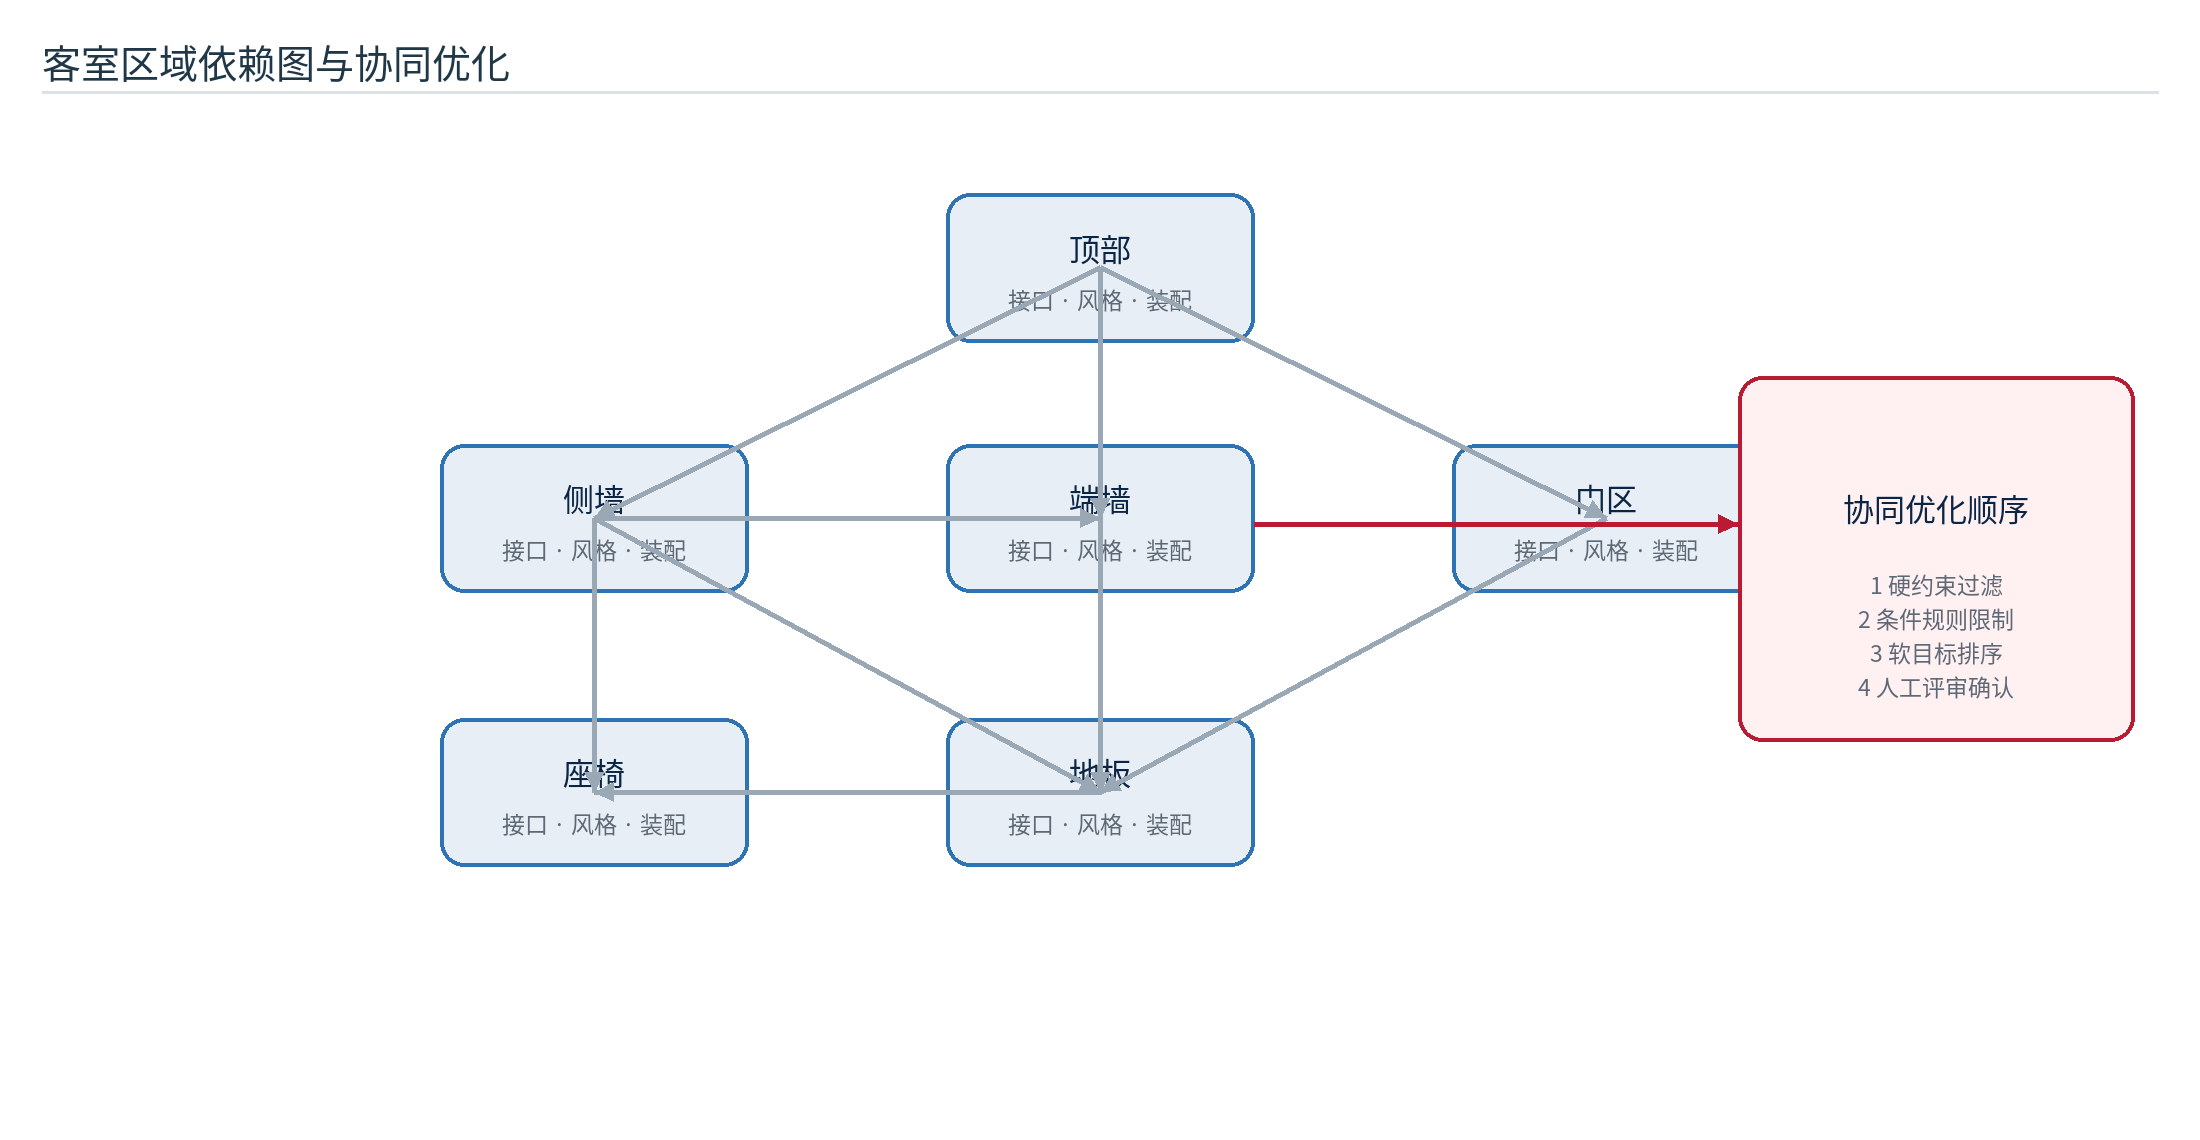 客室区域依赖图与协同优化
顶部
接口 · 风格 · 装配
侧墙
接口 · 风格 · 装配
端墙
接口 · 风格 · 装配
门区
接口 · 风格 · 装配
协同优化顺序
1 硬约束过滤
2 条件规则限制
3 软目标排序
4 人工评审确认
座椅
接口 · 风格 · 装配
地板
接口 · 风格 · 装配